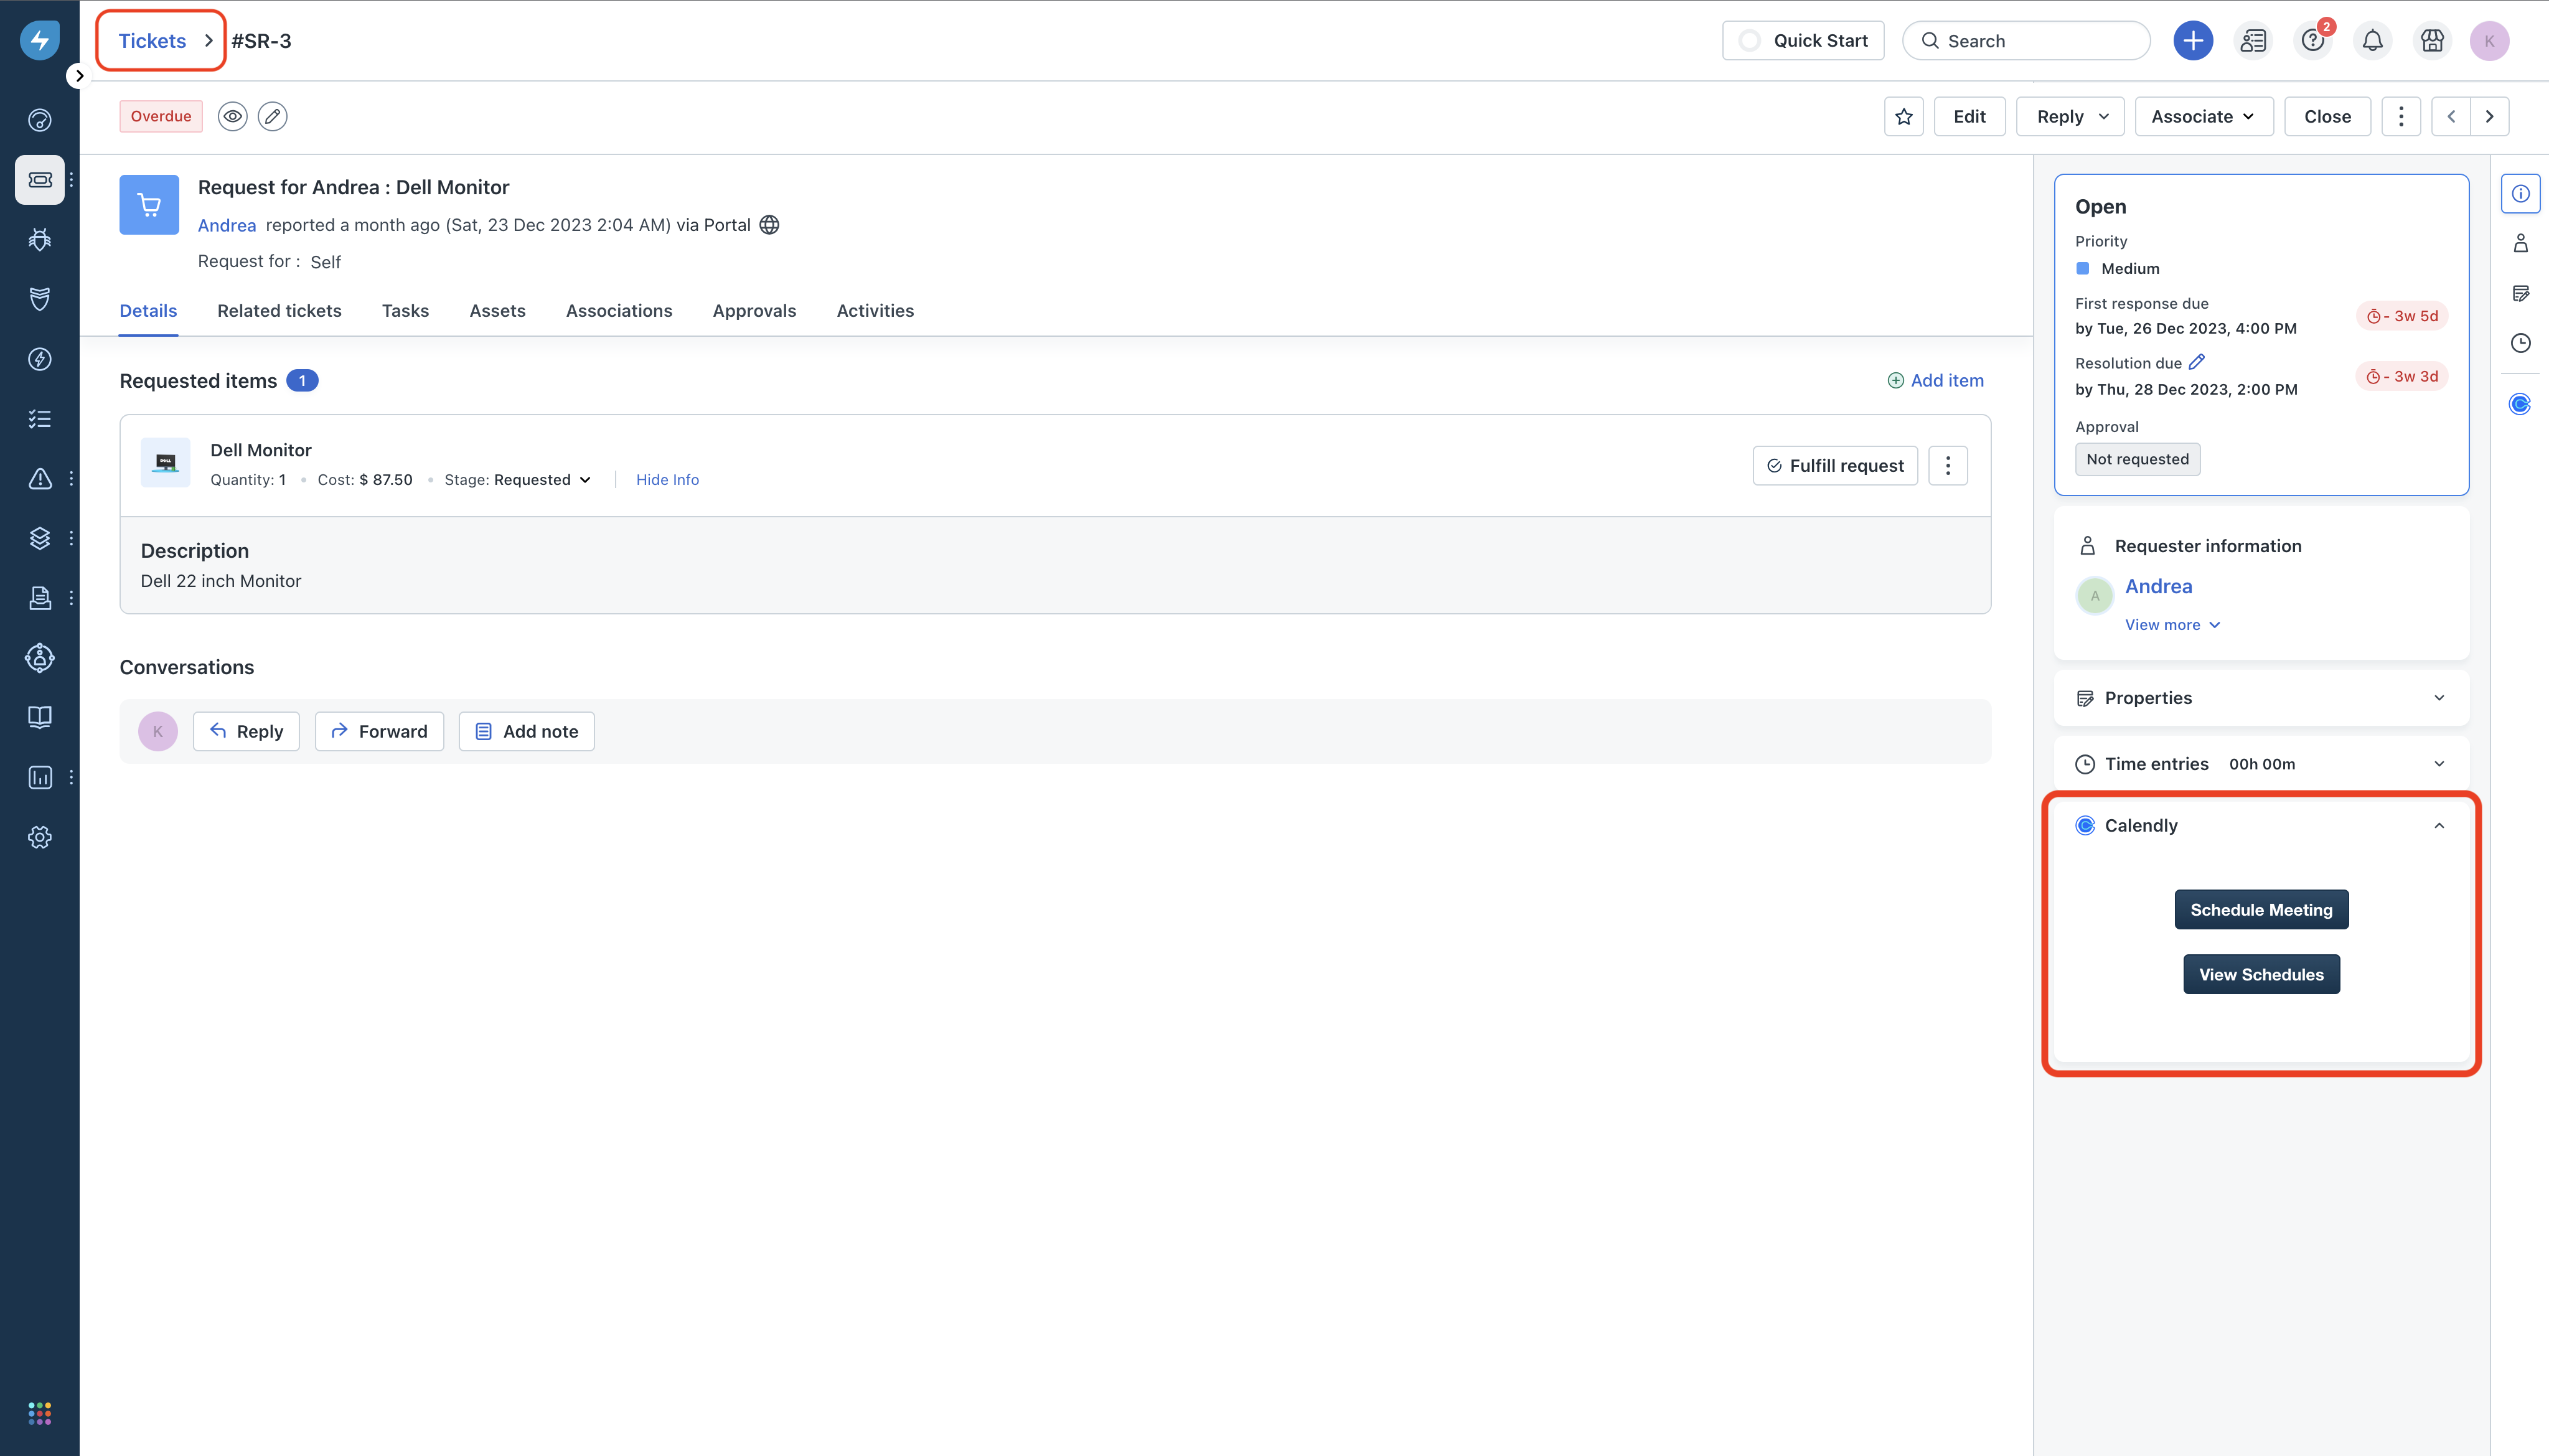 Tickets > #SR-3
Quick Start
Search
2
K
Overdue
Edit
Reply
Associate
Close
Request for Andrea : Dell Monitor
Andrea reported a month ago (Sat, 23 Dec 2023 2:04 AM) via Portal
Request for : Self
Details
Related tickets
Tasks
Assets
Associations
Approvals
Activities
Requested items 1
Add item
DELL
Dell Monitor
Quantity: 1 • Cost: $ 87.50 • Stage: Requested
Hide Info
Fulfill request
Description
Dell 22 inch Monitor
Conversations
K
Reply
Forward
Add note
Open
Priority
Medium
First response due
by Tue, 26 Dec 2023, 4:00 PM
- 3w 5d
Resolution due
by Thu, 28 Dec 2023, 2:00 PM
- 3w 3d
Approval
Not requested
Requester information
A
Andrea
View more
Properties
Time entries 00h 00m
Calendly
Schedule Meeting
View Schedules